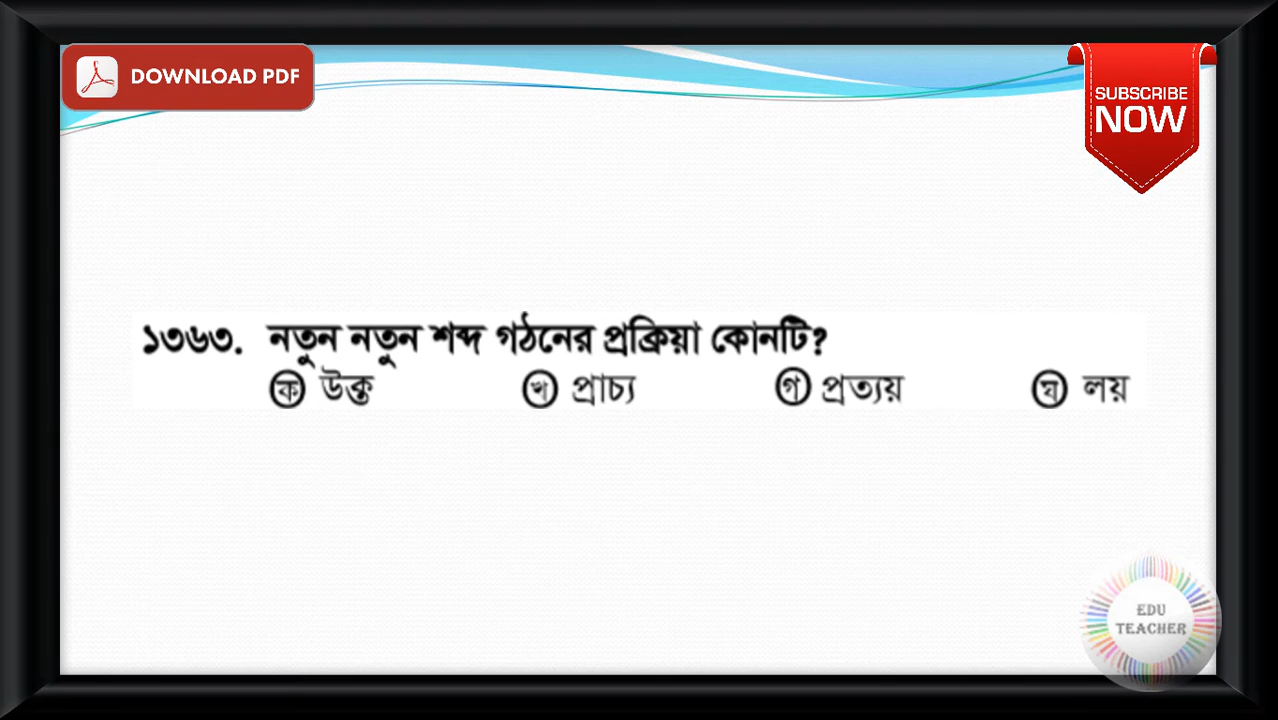 DOWNLOAD PDF
SUBSCRIBE
NOW
১৩৬৩. নতুন নতুন শব্দ গঠনের প্রক্রিয়া কোনটি?
ক উক্ত খ প্রাচ্য গ প্রত্যয় ঘ লয়
EDU
TEACHER